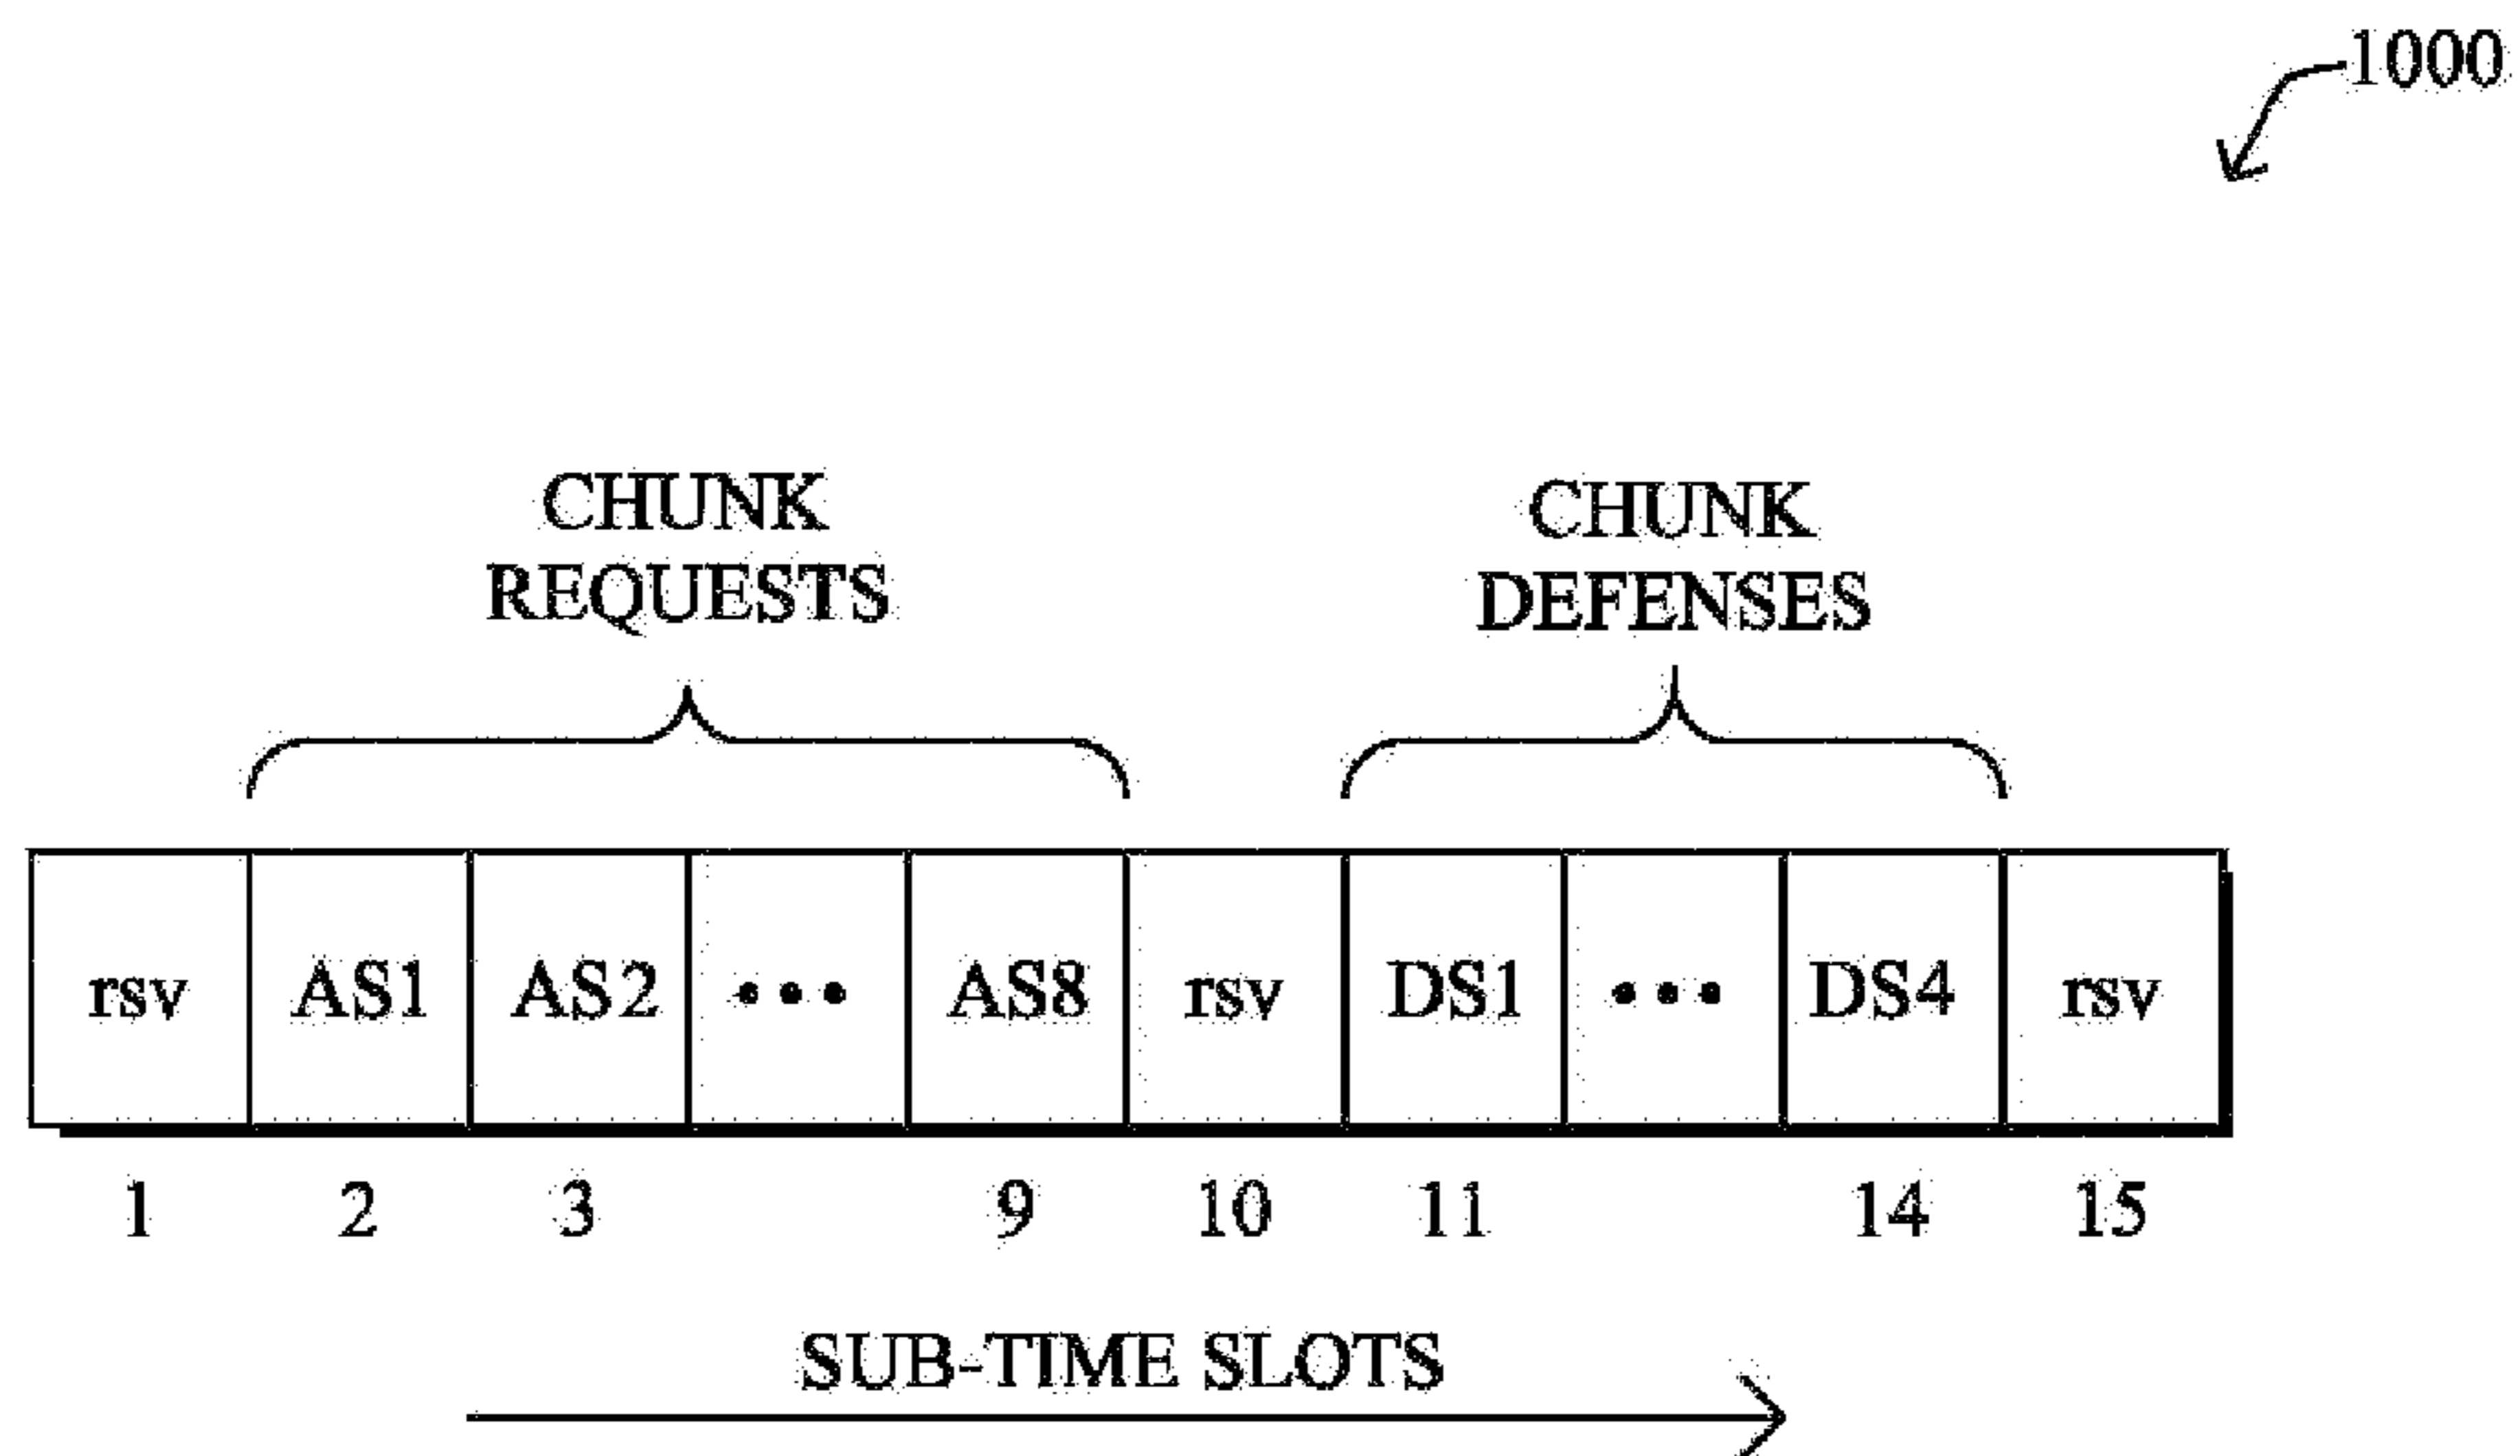 1000
CHUNK
REQUESTS
CHUNK
DEFENSES
rsv AS1 AS2 ••• AS8 rsv DS1 ••• DS4 rsv
1 2 3 9 10 11 14 15
SUB-TIME SLOTS